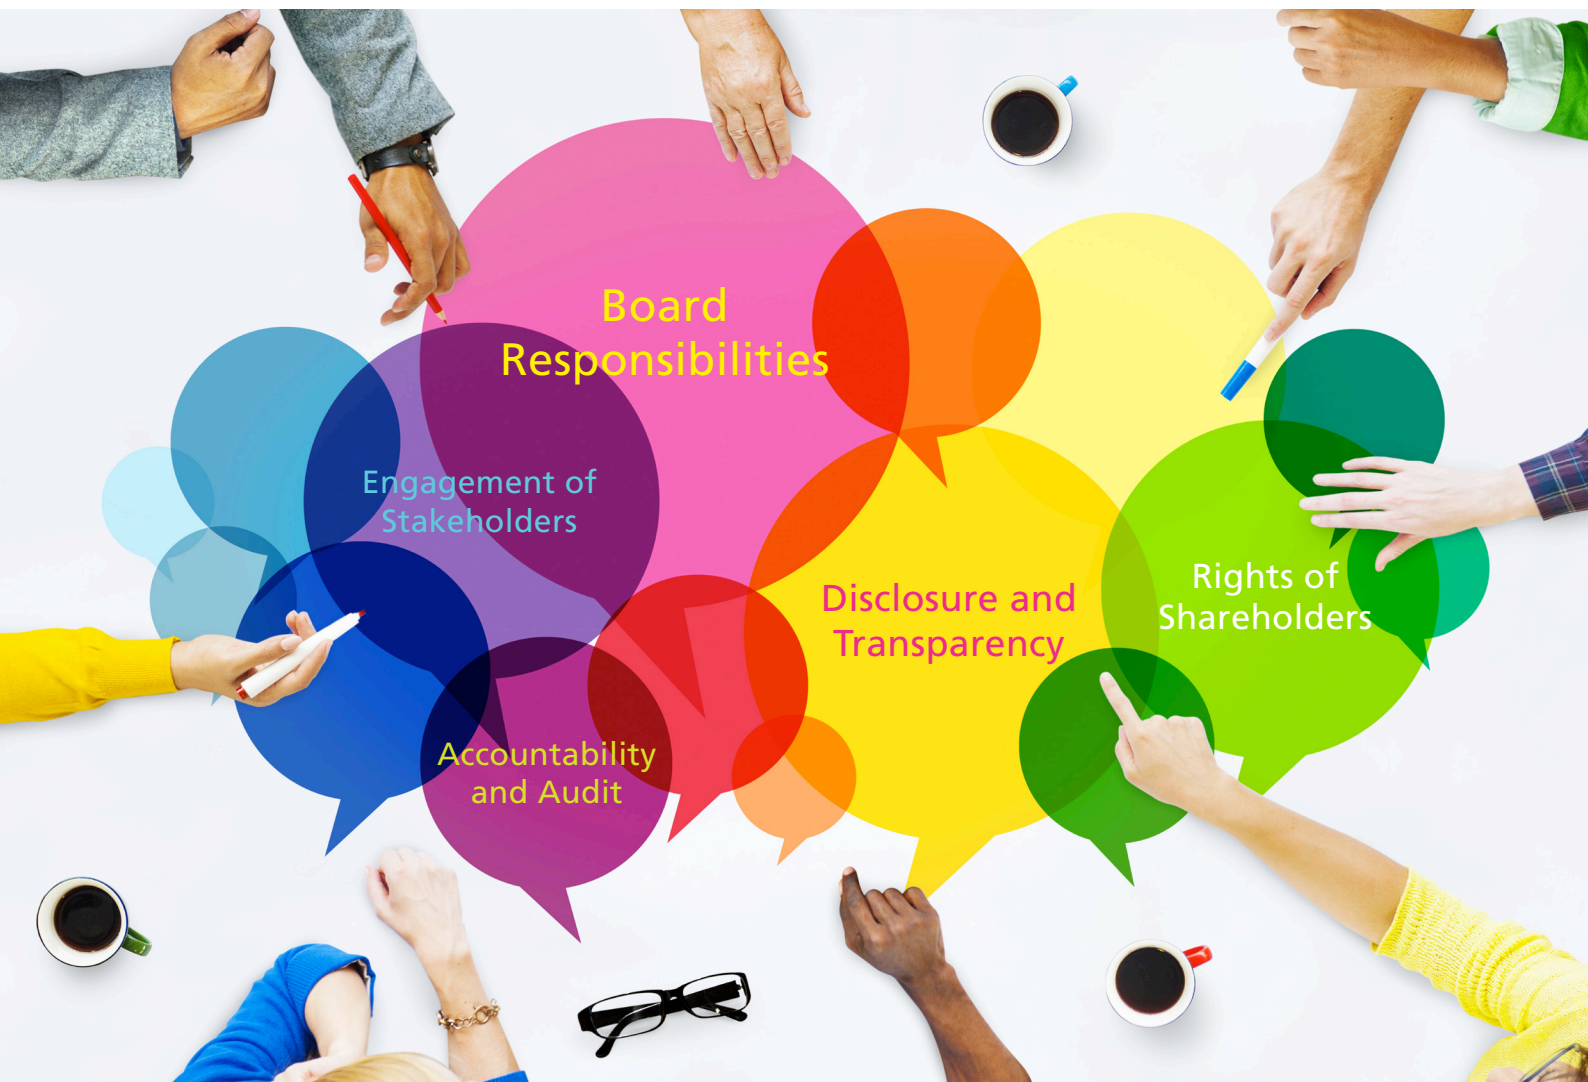 Board
Responsibilities
Engagement of
Stakeholders
Disclosure and
Transparency
Rights of
Shareholders
Accountability
and Audit